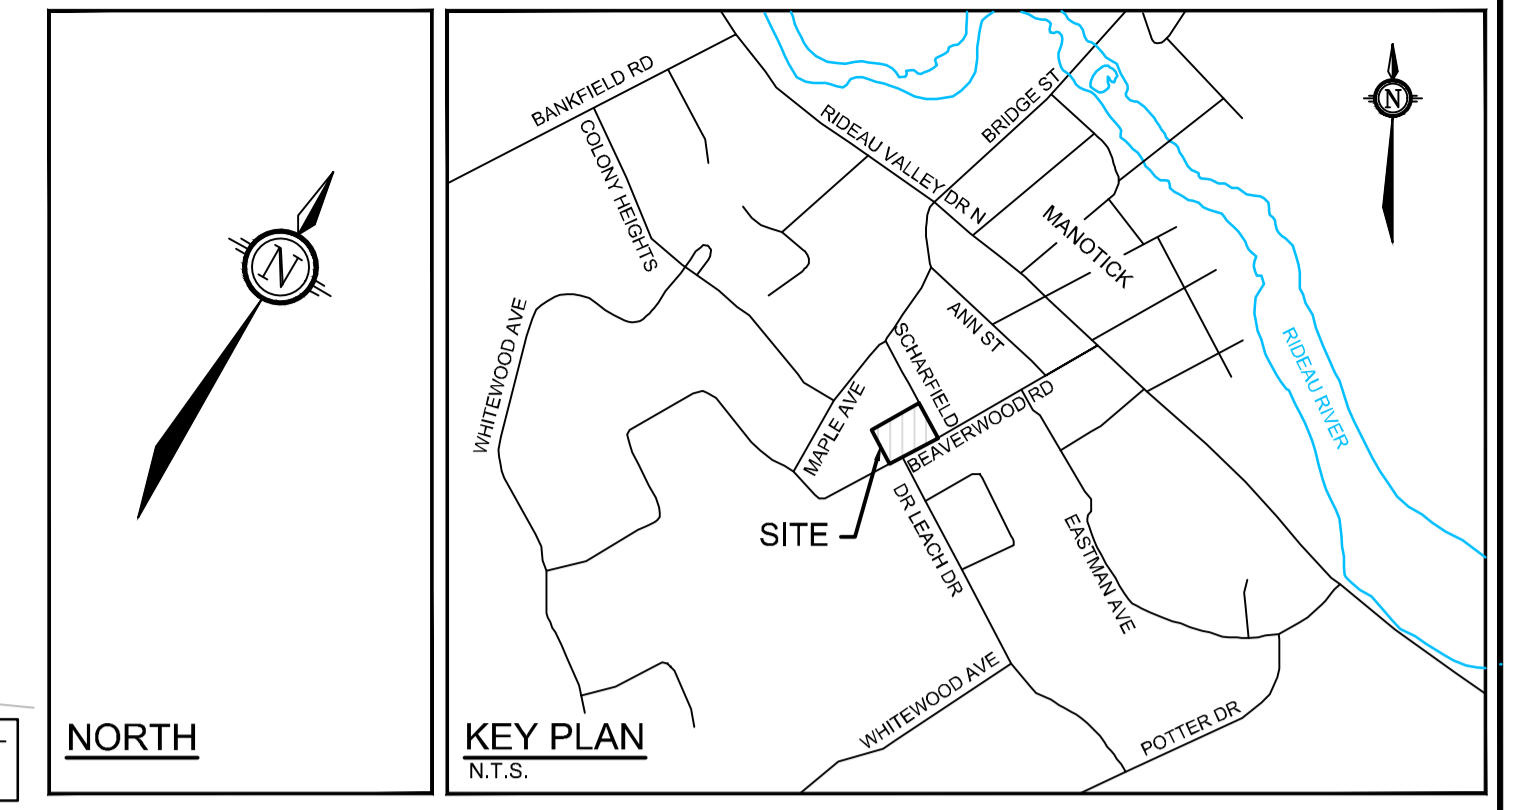 N
NORTH
BANKFIELD RD
COLONY HEIGHTS
RIDEAU VALLEY DR N
BRIDGE ST
N
MANOTICK
WHITEWOOD AVE
ANN ST
SCHARFIELD
MAPLE AVE
BEAVERWOOD RD
RIDEAU RIVER
SITE
DR LEACH DR
EASTMAN AVE
WHITEWOOD AVE
POTTER DR
KEY PLAN
N.T.S.